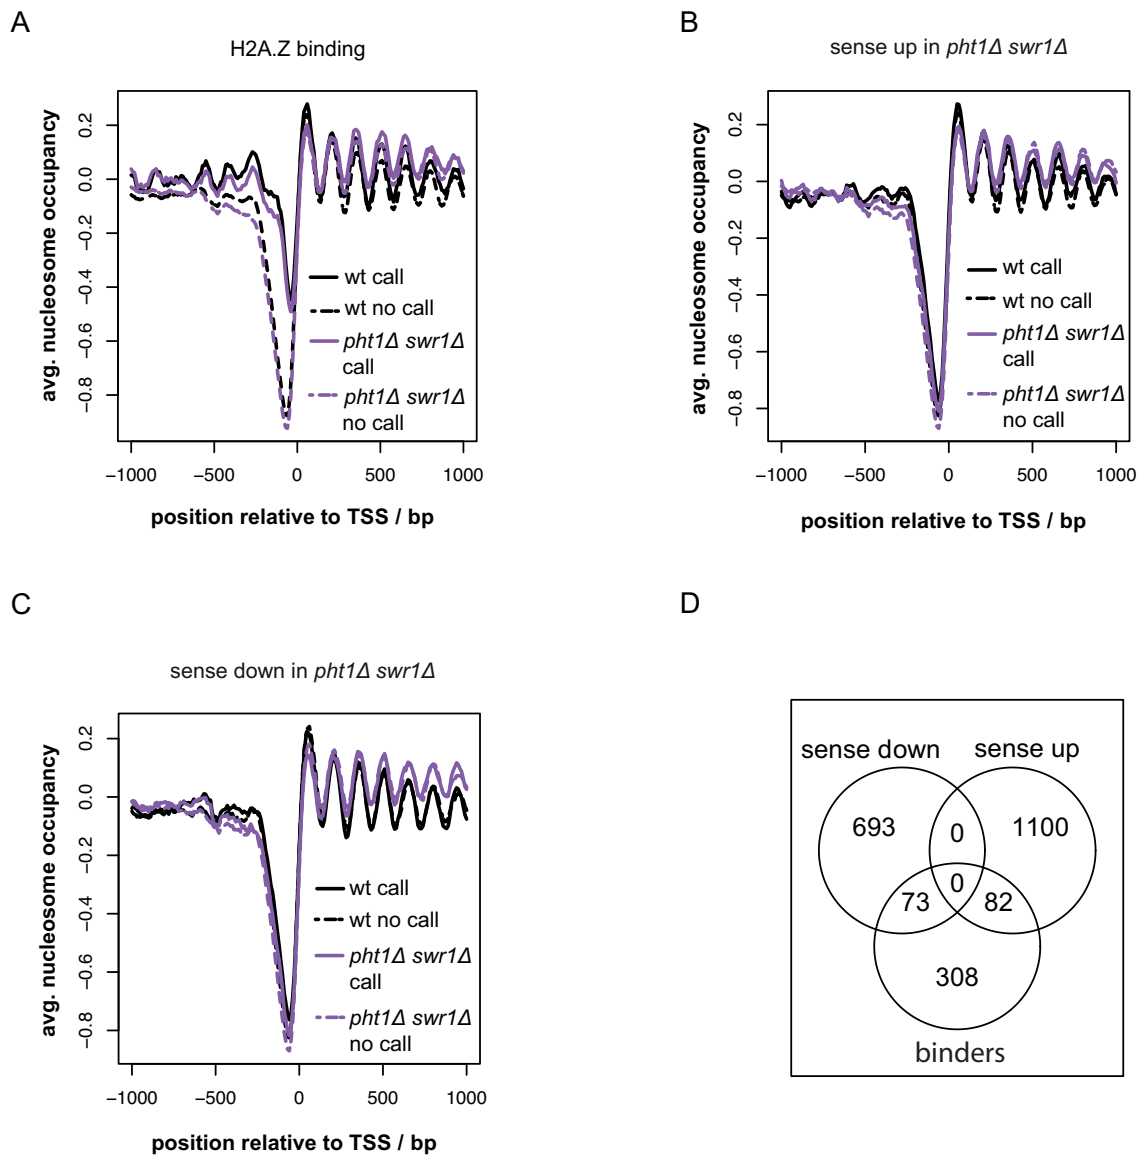 A
H2A.Z binding
avg. nucleosome occupancy
0.2
0.0
−0.2
−0.4
−0.6
−0.8
wt call
wt no call
pht1Δ swr1Δ
call
pht1Δ swr1Δ
no call
−1000 −500 0 500 1000
position relative to TSS / bp
B
sense up in pht1Δ swr1Δ
avg. nucleosome occupancy
0.2
0.0
−0.2
−0.4
−0.6
−0.8
wt call
wt no call
pht1Δ swr1Δ
call
pht1Δ swr1Δ
no call
−1000 −500 0 500 1000
position relative to TSS / bp
C
sense down in pht1Δ swr1Δ
avg. nucleosome occupancy
0.2
0.0
−0.2
−0.4
−0.6
−0.8
wt call
wt no call
pht1Δ swr1Δ
call
pht1Δ swr1Δ
no call
−1000 −500 0 500 1000
position relative to TSS / bp
D
sense down sense up
693 0 1100
0
73 82
308
binders